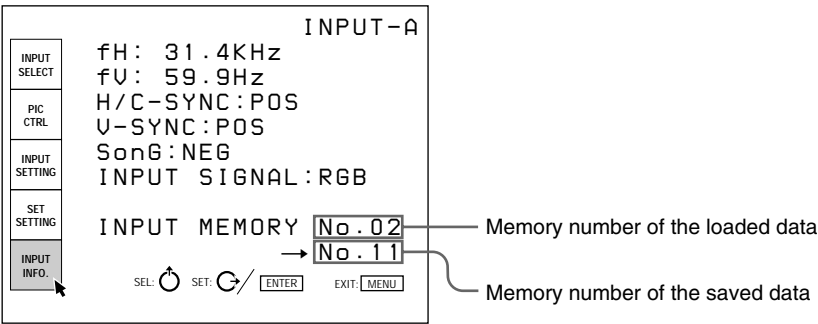 INPUT-A
INPUT
SELECT
PIC
CTRL
INPUT
SETTING
SET
SETTING
INPUT
INFO.
fH: 31.4KHz
fV: 59.9Hz
H/C-SYNC:POS
V-SYNC:POS
SonG:NEG
INPUT SIGNAL:RGB
INPUT MEMORY No.02
→No.11
SEL: SET: / ENTER EXIT: MENU
Memory number of the loaded data
Memory number of the saved data